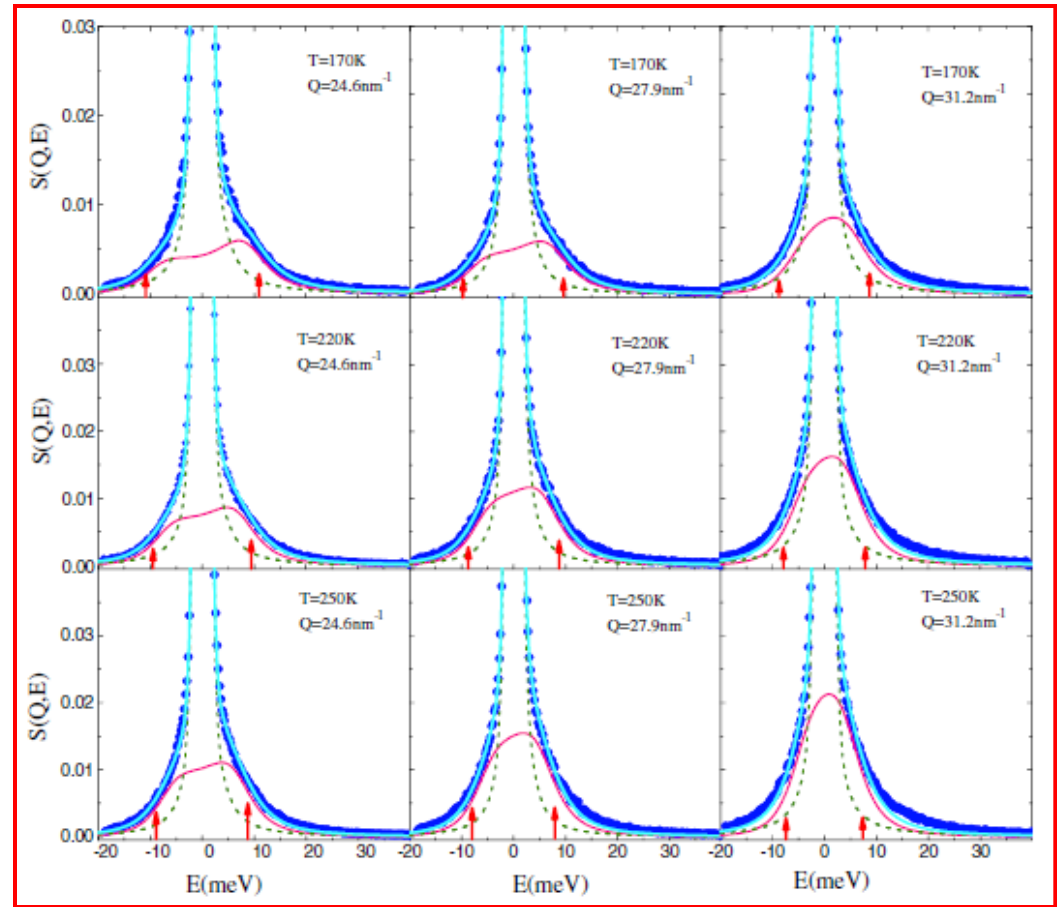 0.03
0.02
0.01
0.00
S(Q,E)
T=170K
Q=24.6nm⁻¹
T=170K
Q=27.9nm⁻¹
T=170K
Q=31.2nm⁻¹
0.03
0.02
0.01
0.00
S(Q,E)
T=220K
Q=24.6nm⁻¹
T=220K
Q=27.9nm⁻¹
T=220K
Q=31.2nm⁻¹
0.03
0.02
0.01
0.00
S(Q,E)
T=250K
Q=24.6nm⁻¹
T=250K
Q=27.9nm⁻¹
T=250K
Q=31.2nm⁻¹
-20 -10 0 10 20 30 -20 -10 0 10 20 30 -20 -10 0 10 20 30
E(meV) E(meV) E(meV)